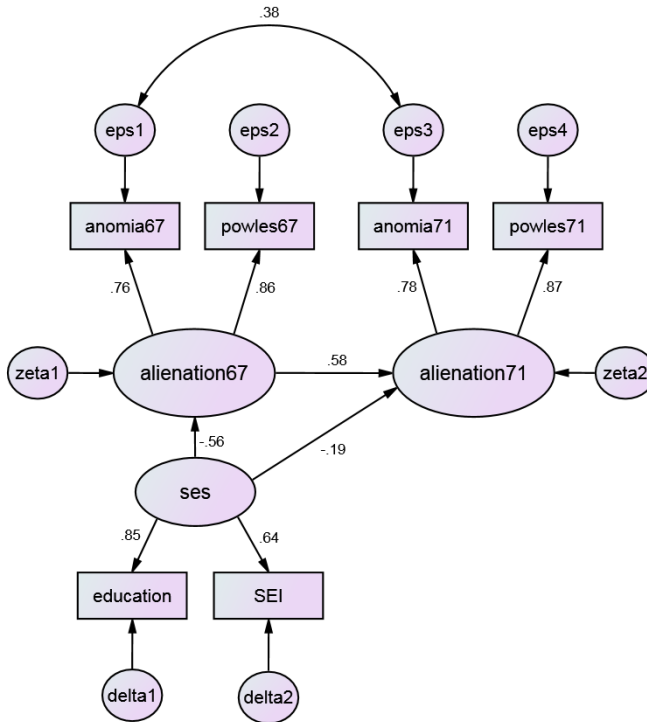 .38
eps1
eps2
eps3
eps4
anomia67
powles67
anomia71
powles71
.76
.86
.78
.87
zeta1
alienation67
.58
alienation71
zeta2
-.56
-.19
ses
.85
.64
education
SEI
delta1
delta2